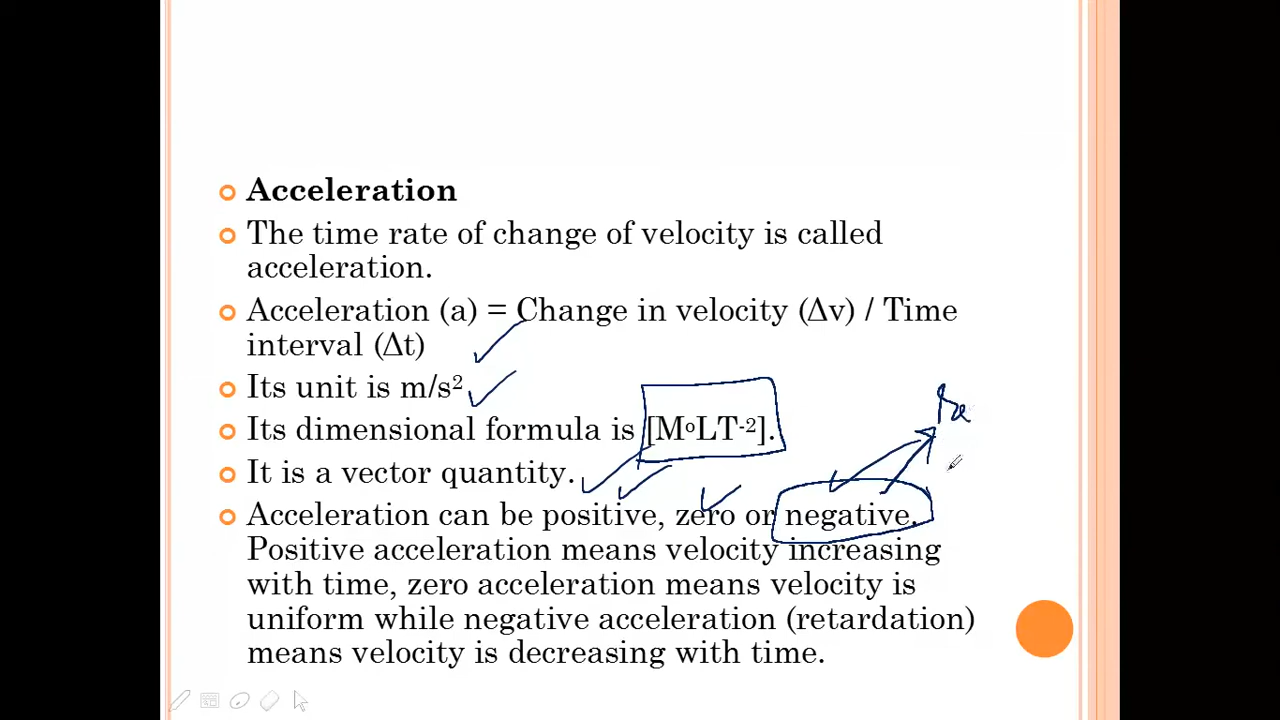 Acceleration
The time rate of change of velocity is called
acceleration.
Acceleration (a) = Change in velocity (Δv) / Time
interval (Δt)
Its unit is m/s²
Its dimensional formula is [M⁰LT⁻²].
It is a vector quantity.
Acceleration can be positive, zero or negative.
Positive acceleration means velocity increasing
with time, zero acceleration means velocity is
uniform while negative acceleration (retardation)
means velocity is decreasing with time.